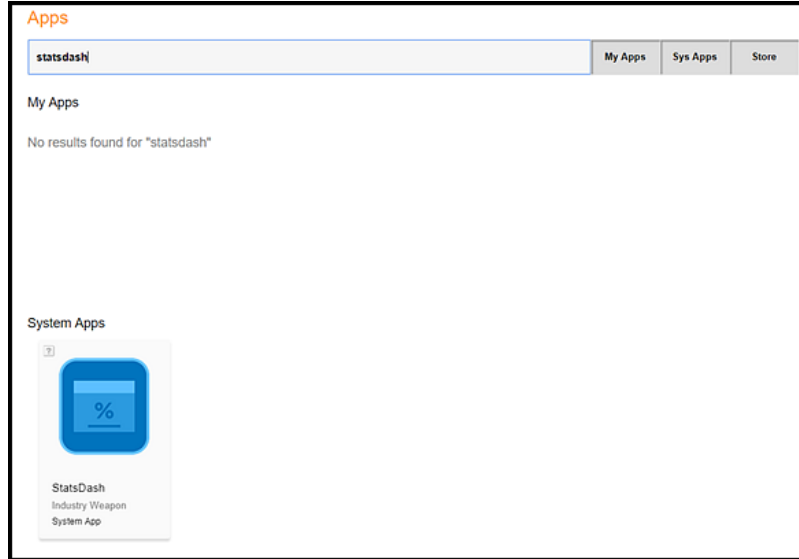 Apps
statsdash
My Apps
Sys Apps
Store
My Apps
No results found for "statsdash"
System Apps
?
%
StatsDash
Industry Weapon
System App